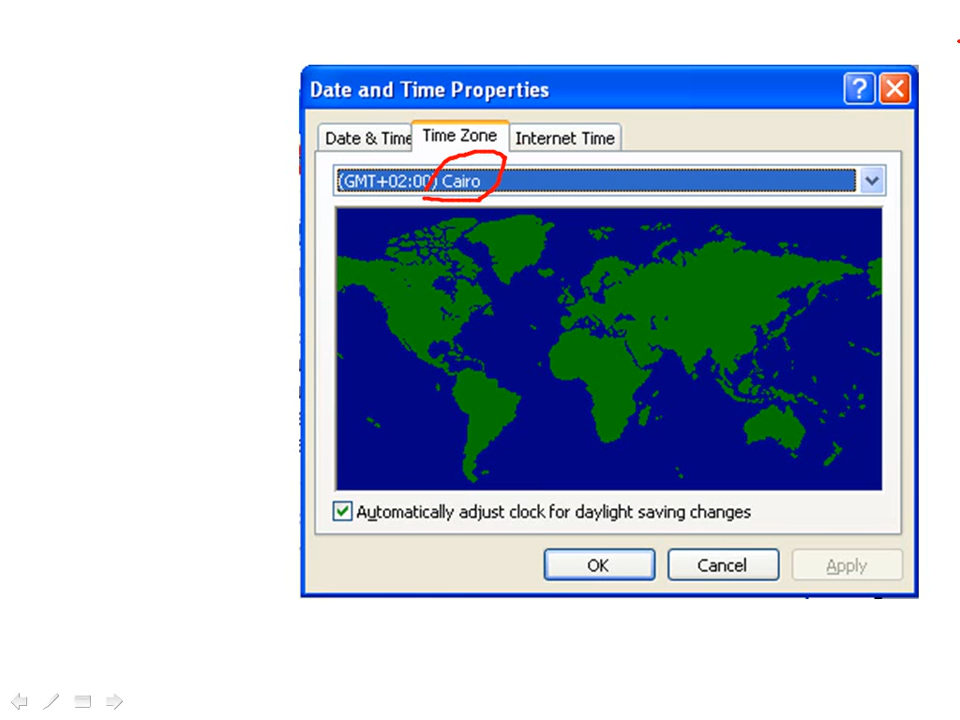 Date and Time Properties
Date & Time Time Zone Internet Time
(GMT+02:00) Cairo
Automatically adjust clock for daylight saving changes
OK Cancel Apply